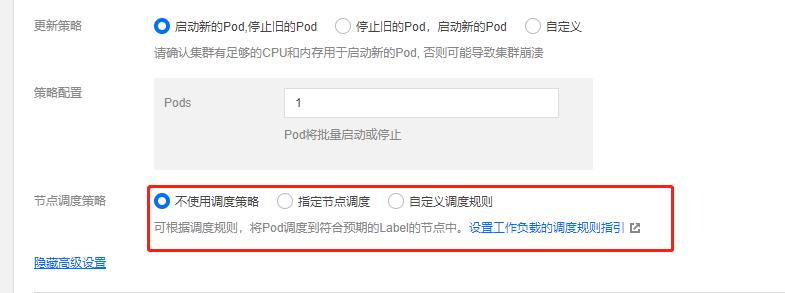 更新策略 启动新的Pod,停止旧的Pod 停止旧的Pod，启动新的Pod 自定义
请确认集群有足够的CPU和内存用于启动新的Pod, 否则可能导致集群崩溃
策略配置 Pods 1
Pod将批量启动或停止
节点调度策略 不使用调度策略 指定节点调度 自定义调度规则
可根据调度规则，将Pod调度到符合预期的Label的节点中。设置工作负载的调度规则指引
隐藏高级设置